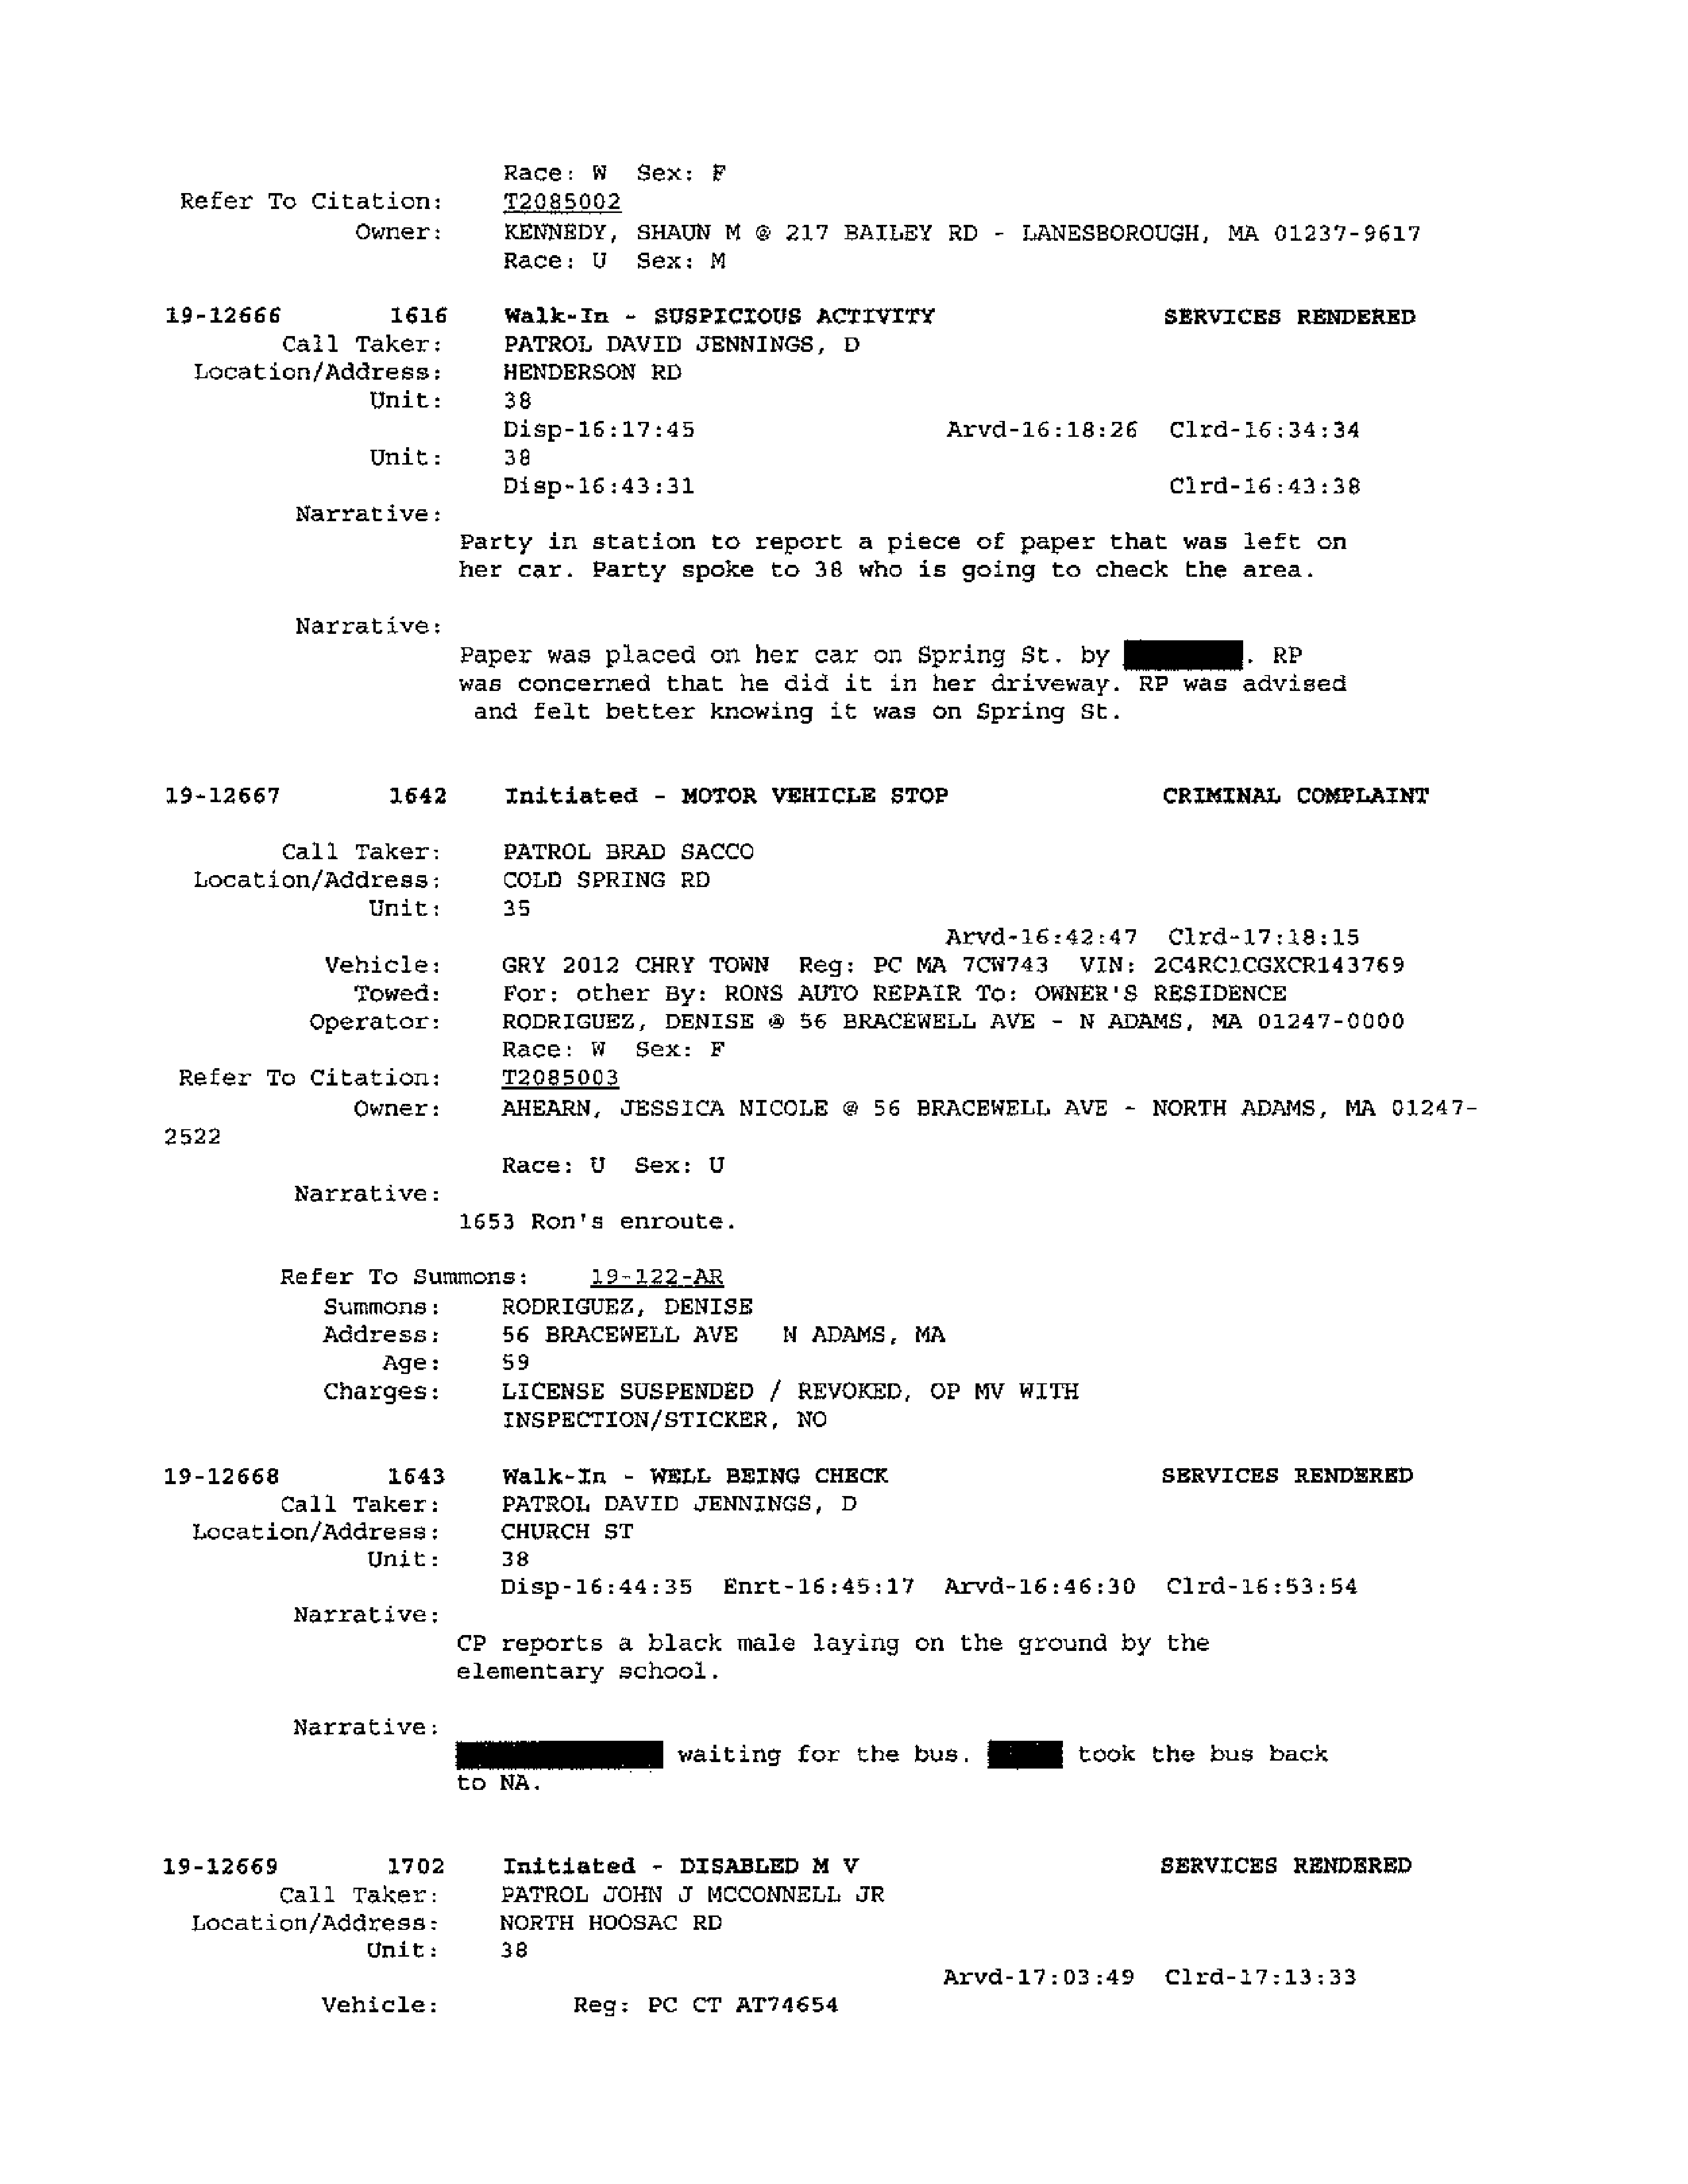 Race: W Sex: F
Refer To Citation: T2085002
Owner: KENNEDY, SHAUN M @ 217 BAILEY RD - LANESBOROUGH, MA 01237-9617
Race: U Sex: M
19-12666 1616 Walk-In - SUSPICIOUS ACTIVITY SERVICES RENDERED
Call Taker: PATROL DAVID JENNINGS, D
Location/Address: HENDERSON RD
Unit: 38
Disp-16:17:45 Arvd-16:18:26 Clrd-16:34:34
Unit: 38
Disp-16:43:31 Clrd-16:43:38
Narrative:
Party in station to report a piece of paper that was left on
her car. Party spoke to 38 who is going to check the area.
Narrative:
Paper was placed on her car on Spring St. by . RP
was concerned that he did it in her driveway. RP was advised
and felt better knowing it was on Spring St.
19-12667 1642 Initiated - MOTOR VEHICLE STOP CRIMINAL COMPLAINT
Call Taker: PATROL BRAD SACCO
Location/Address: COLD SPRING RD
Unit: 35
Arvd-16:42:47 Clrd-17:18:15
Vehicle: GRY 2012 CHRY TOWN Reg: PC MA 7CW743 VIN: 2C4RC1CGXCR143769
Towed: For: other By: RONS AUTO REPAIR To: OWNER'S RESIDENCE
Operator: RODRIGUEZ, DENISE @ 56 BRACEWELL AVE - N ADAMS, MA 01247-0000
Race: W Sex: F
Refer To Citation: T2085003
Owner: AHEARN, JESSICA NICOLE @ 56 BRACEWELL AVE - NORTH ADAMS, MA 01247-
2522
Race: U Sex: U
Narrative:
1653 Ron's enroute.
Refer To Summons: 19-122-AR
Summons: RODRIGUEZ, DENISE
Address: 56 BRACEWELL AVE N ADAMS, MA
Age: 59
Charges: LICENSE SUSPENDED / REVOKED, OP MV WITH
INSPECTION/STICKER, NO
19-12668 1643 Walk-In - WELL BEING CHECK SERVICES RENDERED
Call Taker: PATROL DAVID JENNINGS, D
Location/Address: CHURCH ST
Unit: 38
Disp-16:44:35 Enrt-16:45:17 Arvd-16:46:30 Clrd-16:53:54
Narrative:
CP reports a black male laying on the ground by the
elementary school.
Narrative:
waiting for the bus. took the bus back
to NA.
19-12669 1702 Initiated - DISABLED M V SERVICES RENDERED
Call Taker: PATROL JOHN J MCCONNELL JR
Location/Address: NORTH HOOSAC RD
Unit: 38
Arvd-17:03:49 Clrd-17:13:33
Vehicle: Reg: PC CT AT74654